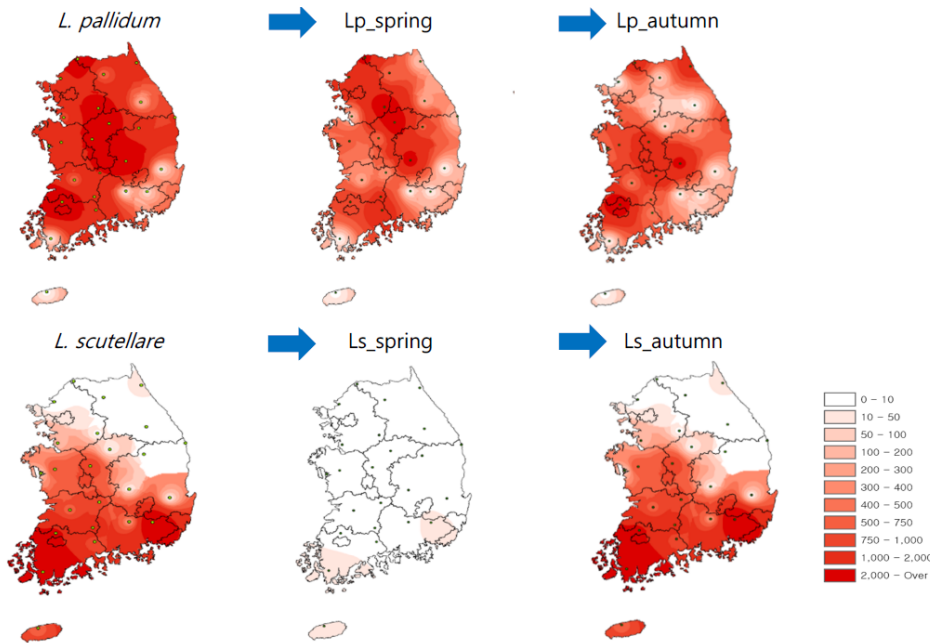 L. pallidum
Lp_spring
Lp_autumn
L. scutellare
Ls_spring
Ls_autumn
0 - 10
10 - 50
50 - 100
100 - 200
200 - 300
300 - 400
400 - 500
500 - 750
750 - 1,000
1,000 - 2,000
2,000 - Over